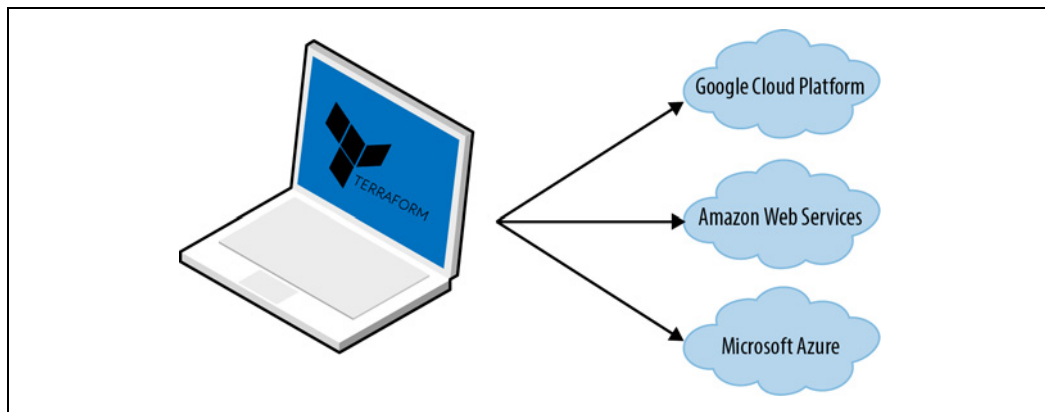 TERRAFORM
Google Cloud Platform
Amazon Web Services
Microsoft Azure